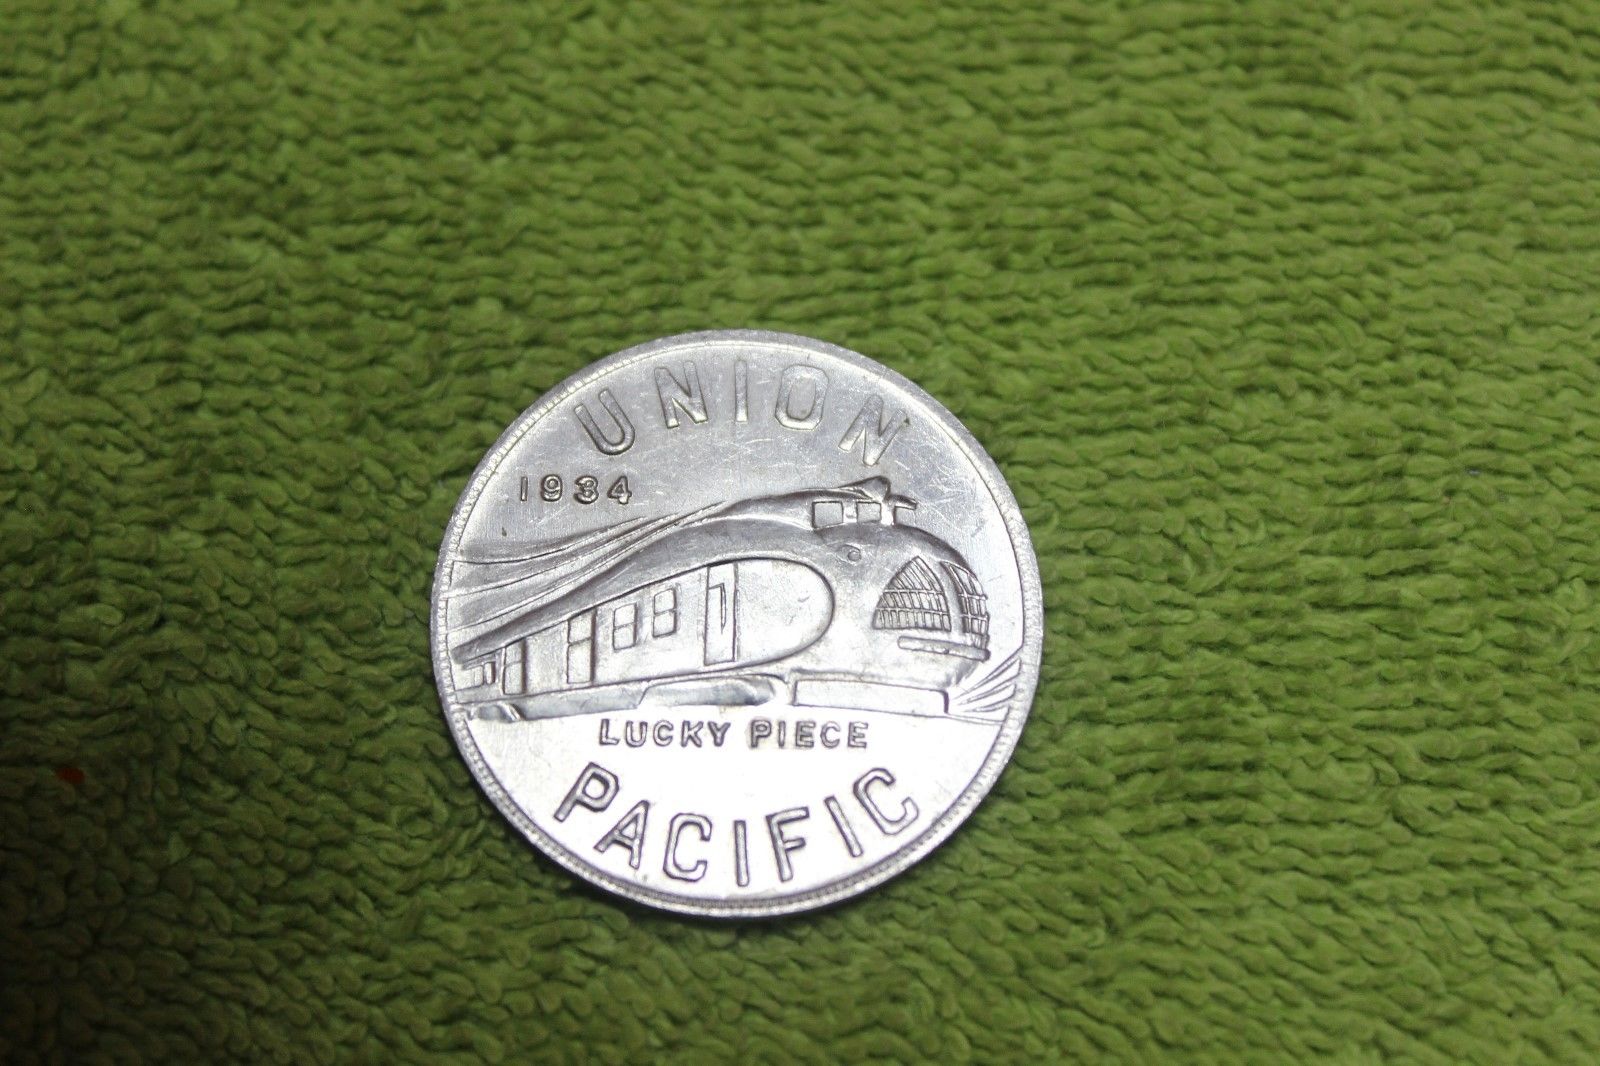 UNION
1934
LUCKY PIECE
PACIFIC